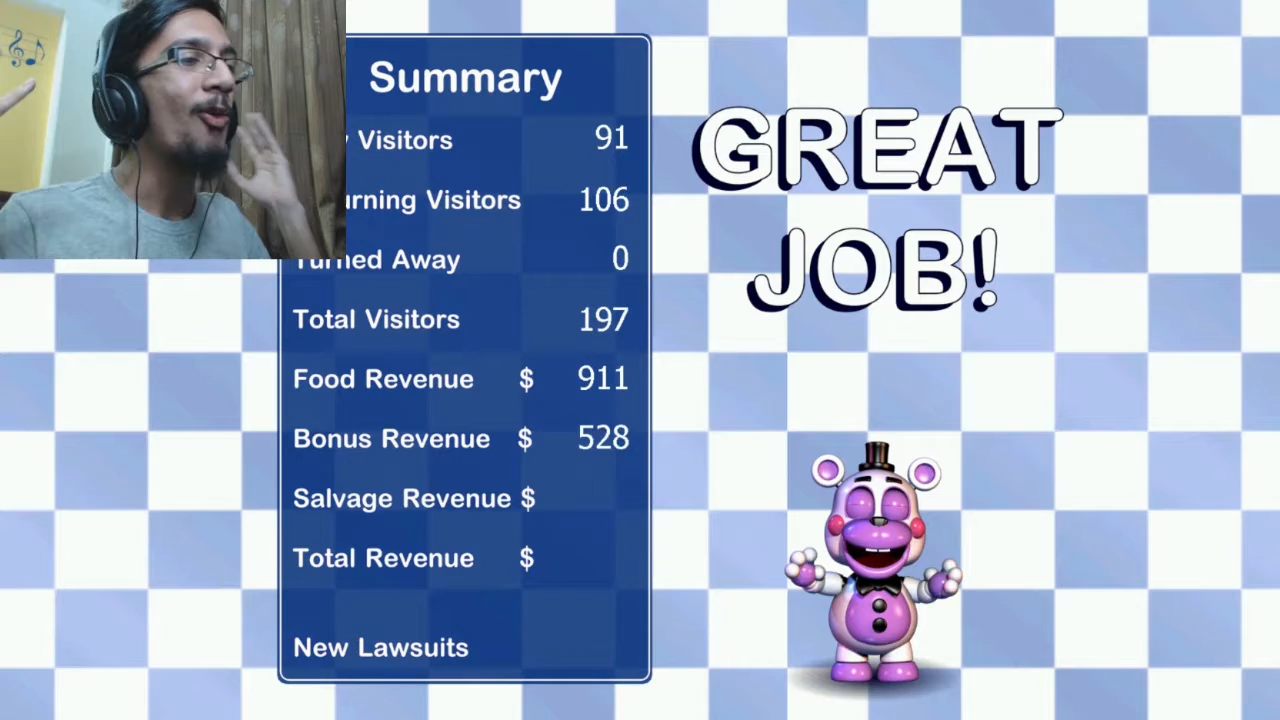 Summary
Visitors 91
urning Visitors 106
Turned Away 0
Total Visitors 197
Food Revenue $ 911
Bonus Revenue $ 528
Salvage Revenue $
Total Revenue $
New Lawsuits
GREAT
JOB!